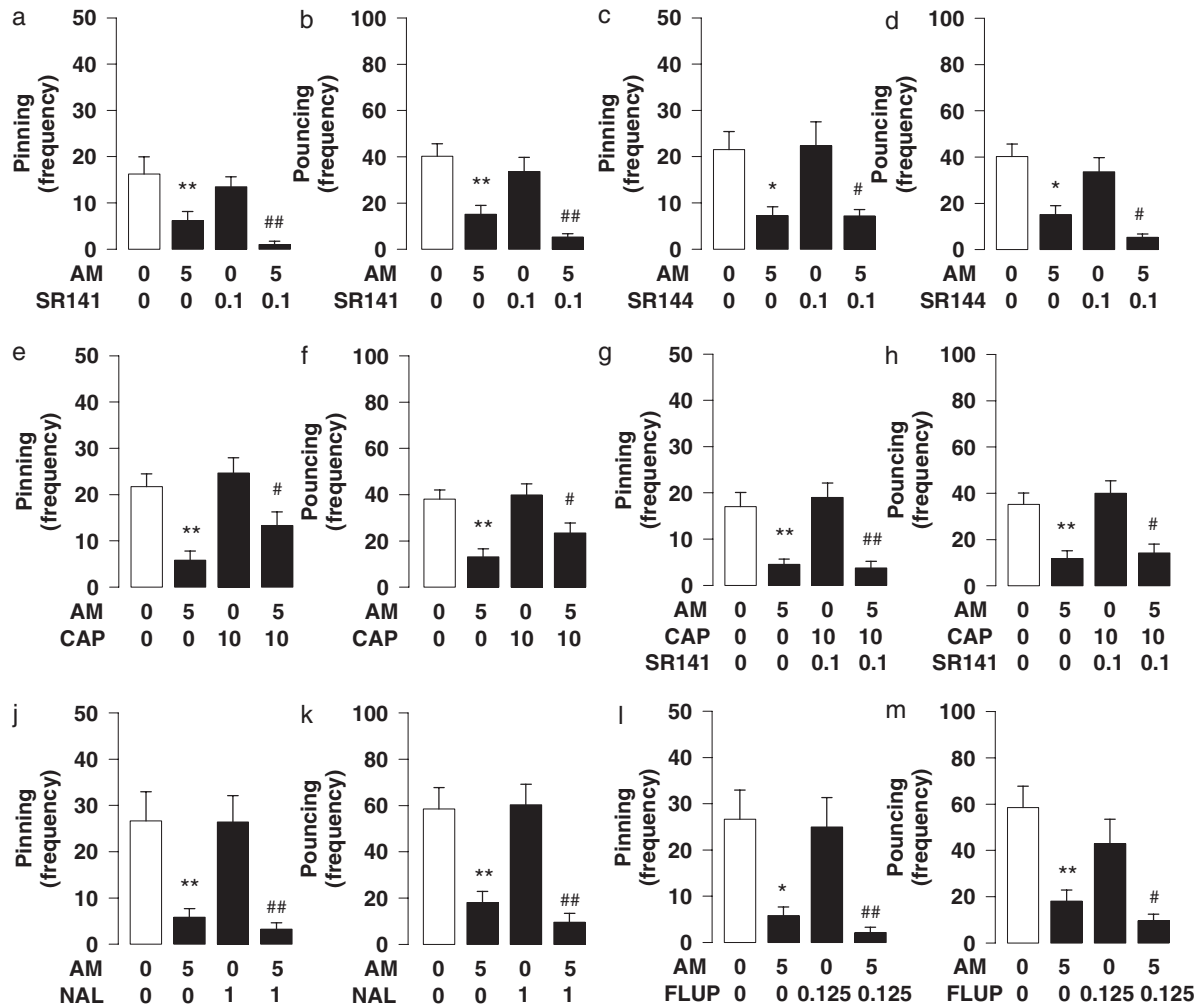 a
50
40
30
20
10
0
Pinning
(frequency)
**
##
AM 0 5 0 5
SR141 0 0 0.1 0.1
b
100
80
60
40
20
0
Pouncing
(frequency)
**
##
0 5 0 5
SR141 0 0 0.1 0.1
c
50
40
30
20
10
0
Pinning
(frequency)
*
#
AM 0 5 0 5
SR144 0 0 0.1 0.1
d
100
80
60
40
20
0
Pouncing
(frequency)
*
#
AM 0 5 0 5
SR144 0 0 0.1 0.1
e
50
40
30
20
10
0
Pinning
(frequency)
**
#
AM 0 5 0 5
CAP 0 0 10 10
f
100
80
60
40
20
0
Pouncing
(frequency)
**
#
AM 0 5 0 5
CAP 0 0 10 10
g
50
40
30
20
10
0
Pinning
(frequency)
**
##
AM 0 5 0 5
CAP 0 0 10 10
SR141 0 0 0.1 0.1
h
100
80
60
40
20
0
Pouncing
(frequency)
**
#
AM 0 5 0 5
CAP 0 0 10 10
SR141 0 0 0.1 0.1
j
50
40
30
20
10
0
Pinning
(frequency)
**
##
AM 0 5 0 5
NAL 0 0 1 1
k
100
80
60
40
20
0
Pouncing
(frequency)
**
##
AM 0 5 0 5
NAL 0 0 1 1
l
50
40
30
20
10
0
Pinning
(frequency)
*
##
AM 0 5 0 5
FLUP 0 0 0.125 0.125
m
100
80
60
40
20
0
Pouncing
(frequency)
**
#
AM 0 5 0 5
FLUP 0 0 0.125 0.125